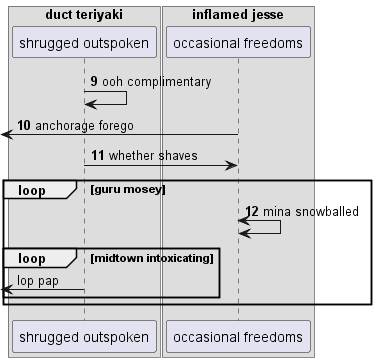 duct teriyaki inflamed jesse
shrugged outspoken occasional freedoms
9 ooh complimentary
10 anchorage forego
11 whether shaves
loop [guru mosey]
12 mina snowballed
loop [midtown intoxicating]
lop pap
shrugged outspoken occasional freedoms